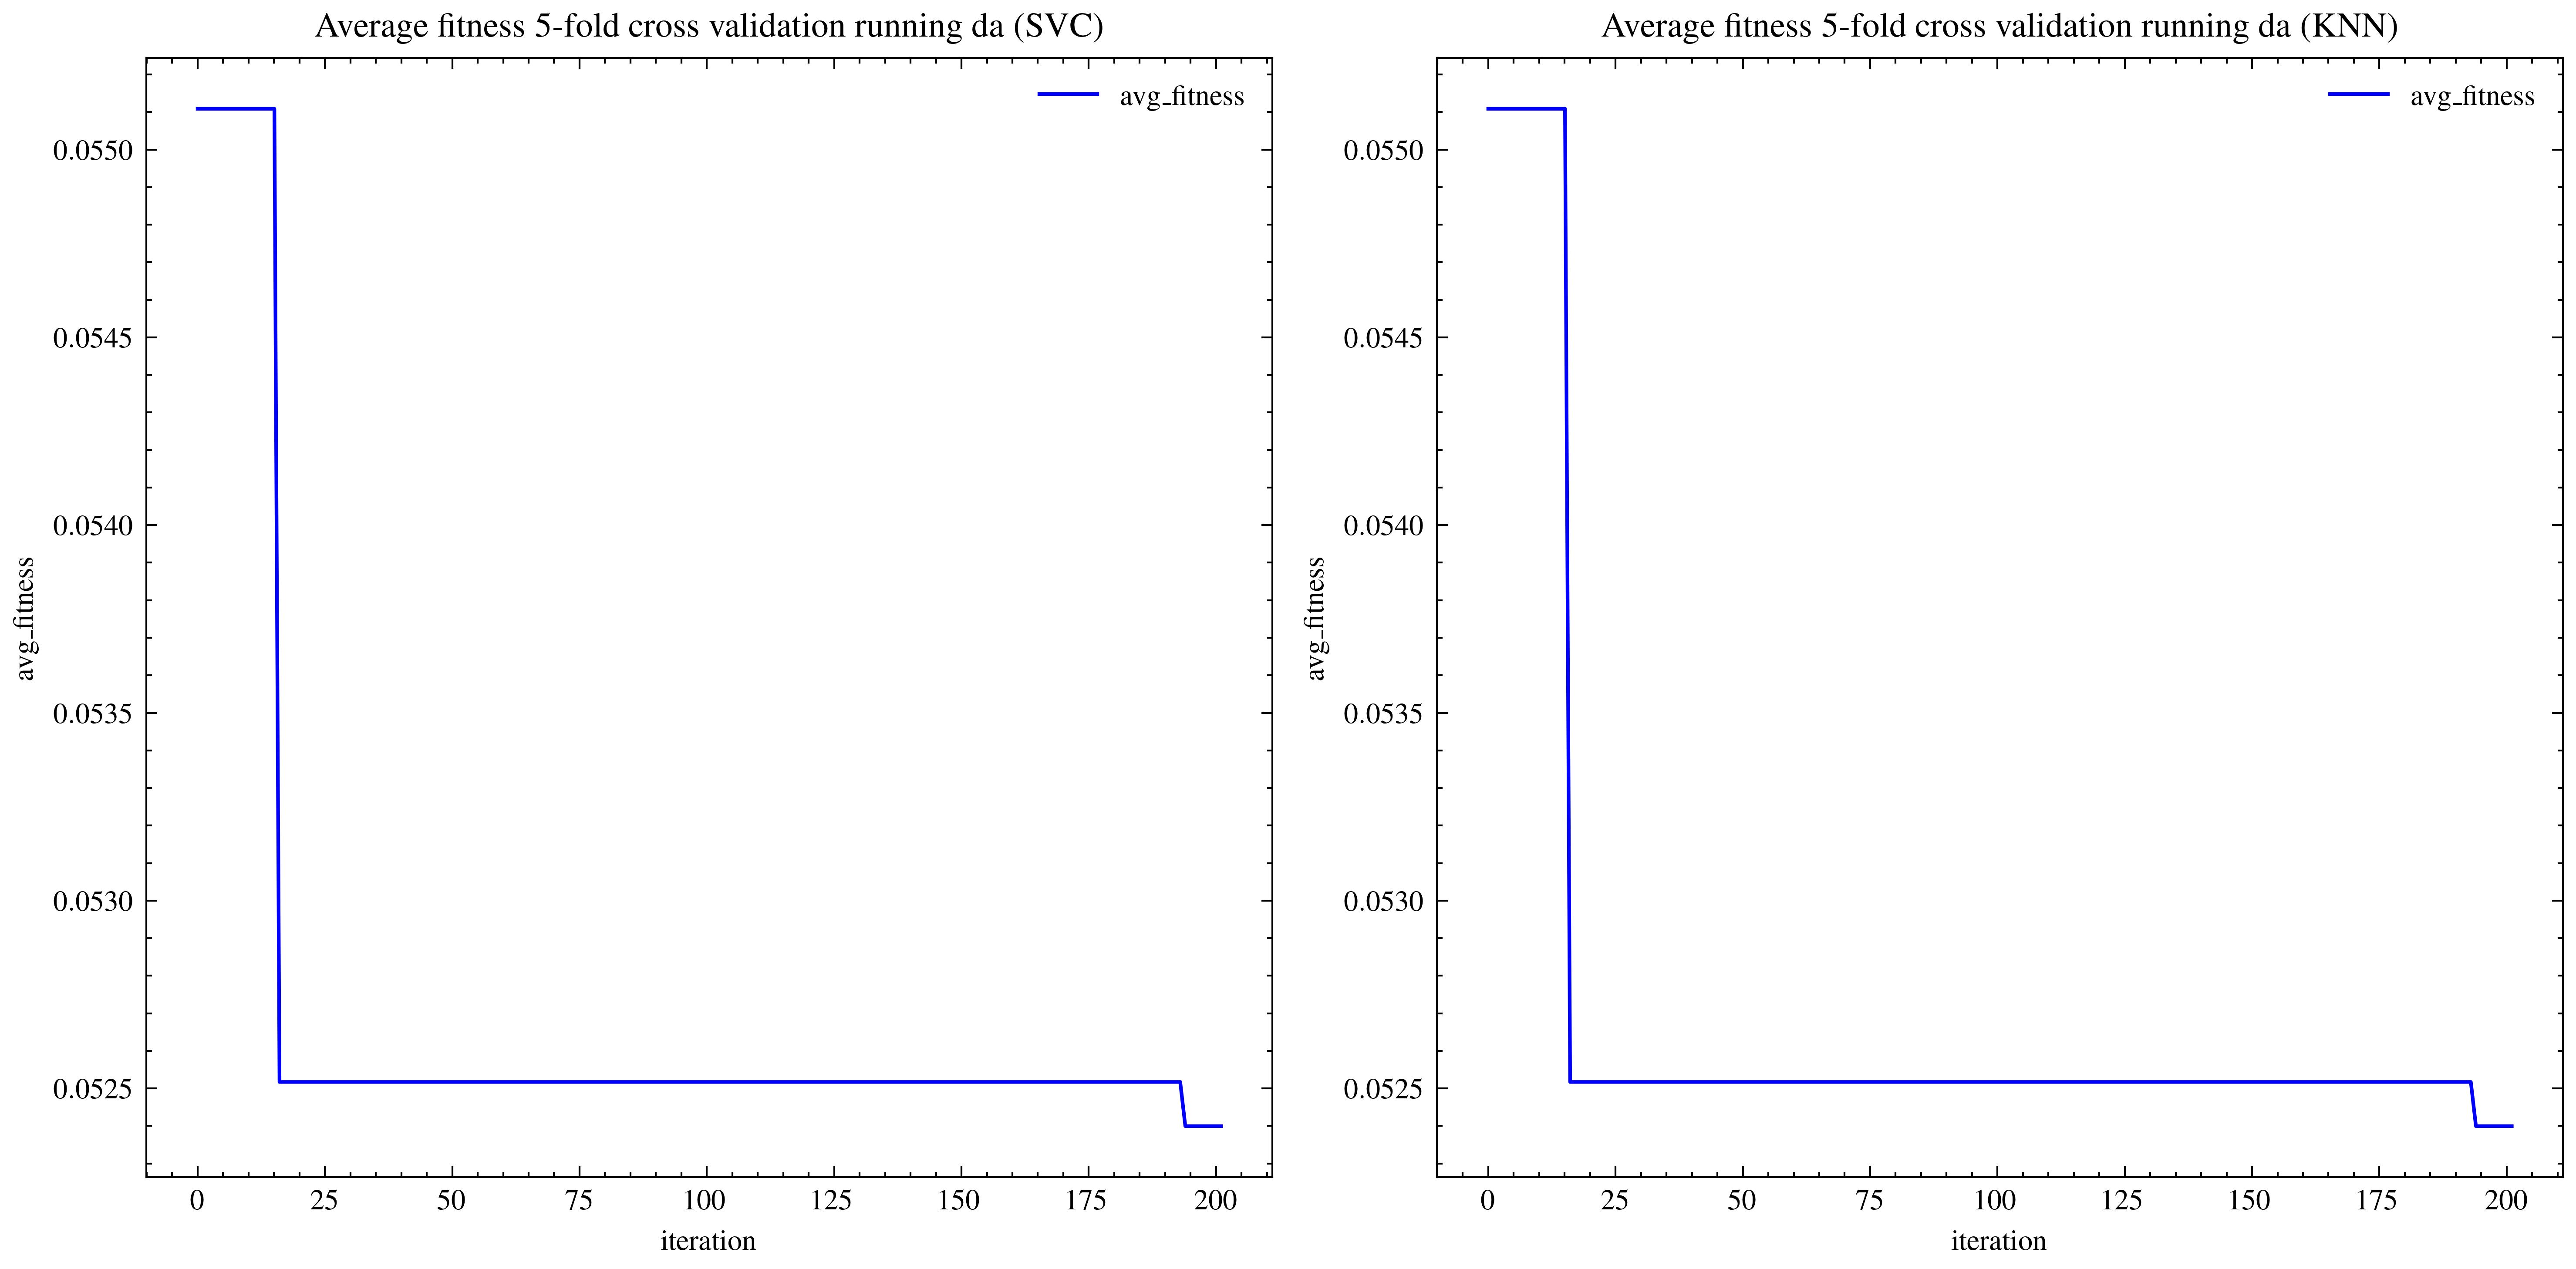 Average fitness 5-fold cross validation running da (SVC)
avg_fitness
avg_fitness
0.0550
0.0545
0.0540
0.0535
0.0530
0.0525
0 25 50 75 100 125 150 175 200
iteration
Average fitness 5-fold cross validation running da (KNN)
avg_fitness
avg_fitness
0.0550
0.0545
0.0540
0.0535
0.0530
0.0525
0 25 50 75 100 125 150 175 200
iteration